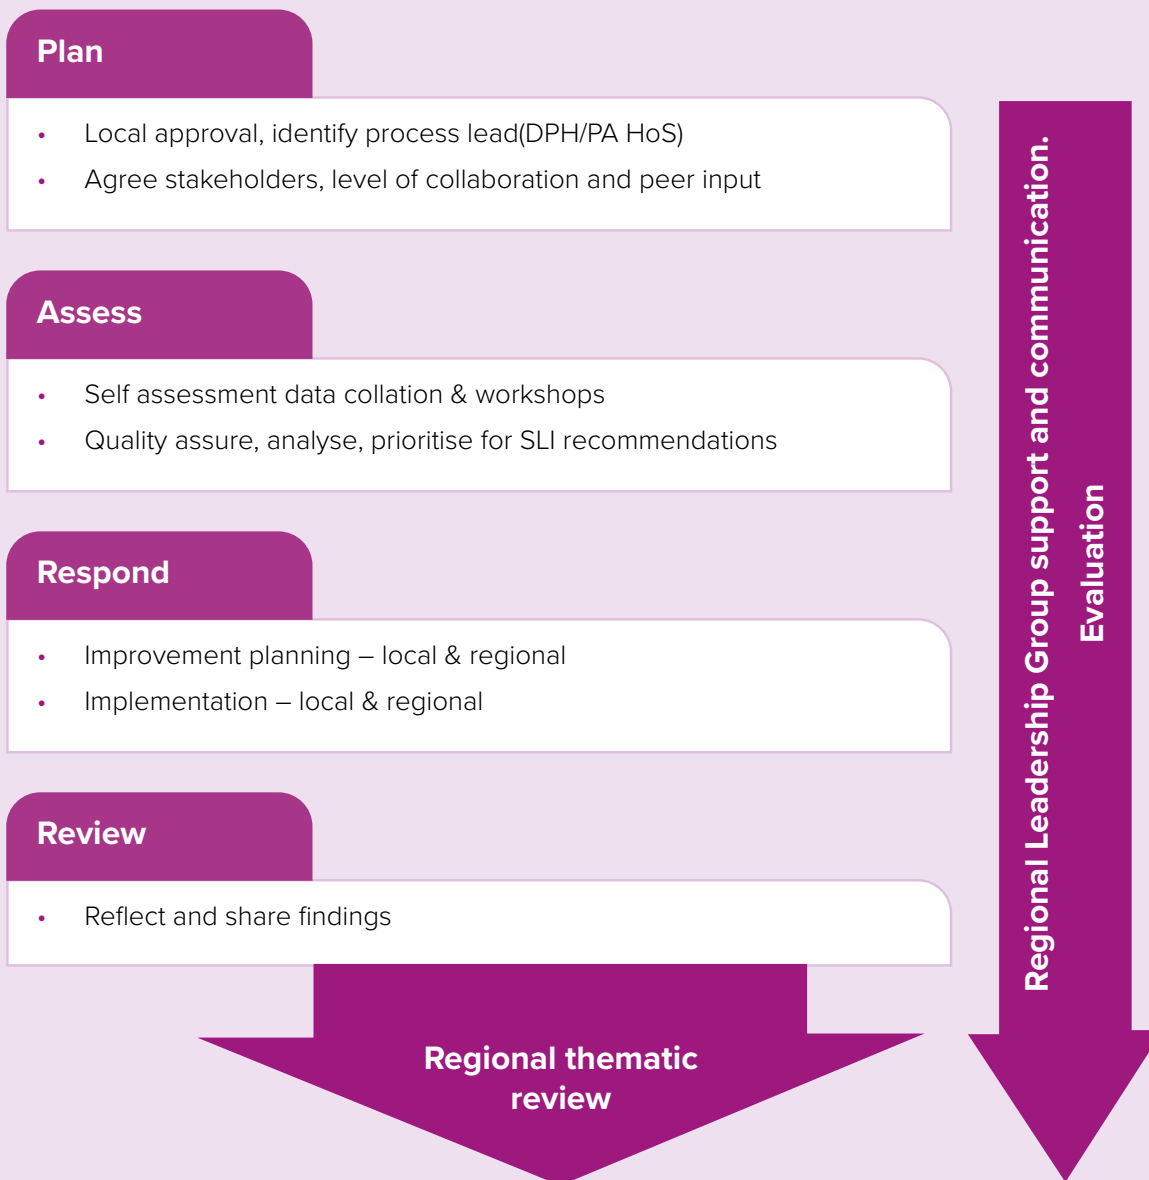 Plan
• Local approval, identify process lead(DPH/PA HoS)
• Agree stakeholders, level of collaboration and peer input
Assess
• Self assessment data collation & workshops
• Quality assure, analyse, prioritise for SLI recommendations
Respond
• Improvement planning – local & regional
• Implementation – local & regional
Review
• Reflect and share findings
Regional thematic
review
Regional Leadership Group support and communication.
Evaluation